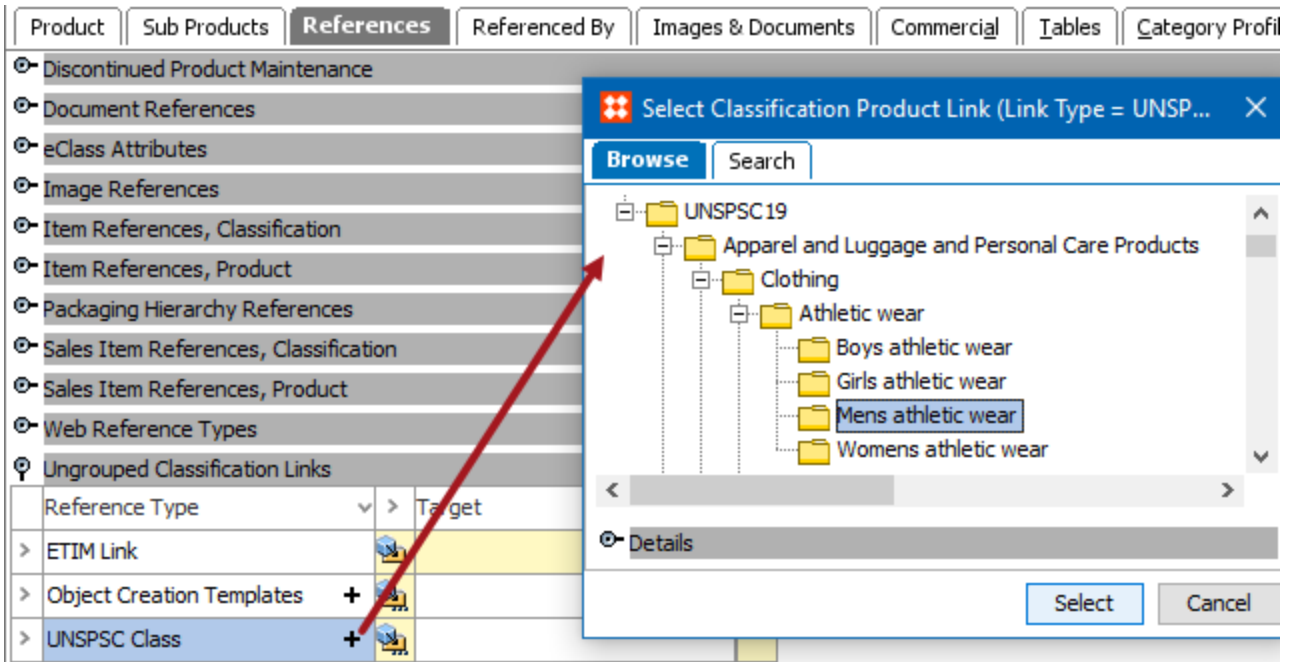 Product Sub Products References Referenced By Images & Documents Commercial Tables Category Profil
Discontinued Product Maintenance
Document References
eClass Attributes
Image References
Item References, Classification
Item References, Product
Packaging Hierarchy References
Sales Item References, Classification
Sales Item References, Product
Web Reference Types
Ungrouped Classification Links
Reference Type > Target
> ETIM Link
> Object Creation Templates +
> UNSPSC Class +
Select Classification Product Link (Link Type = UNSP...
Browse Search
UNSPSC19
Apparel and Luggage and Personal Care Products
Clothing
Athletic wear
Boys athletic wear
Girls athletic wear
Mens athletic wear
Womens athletic wear
Details
Select Cancel